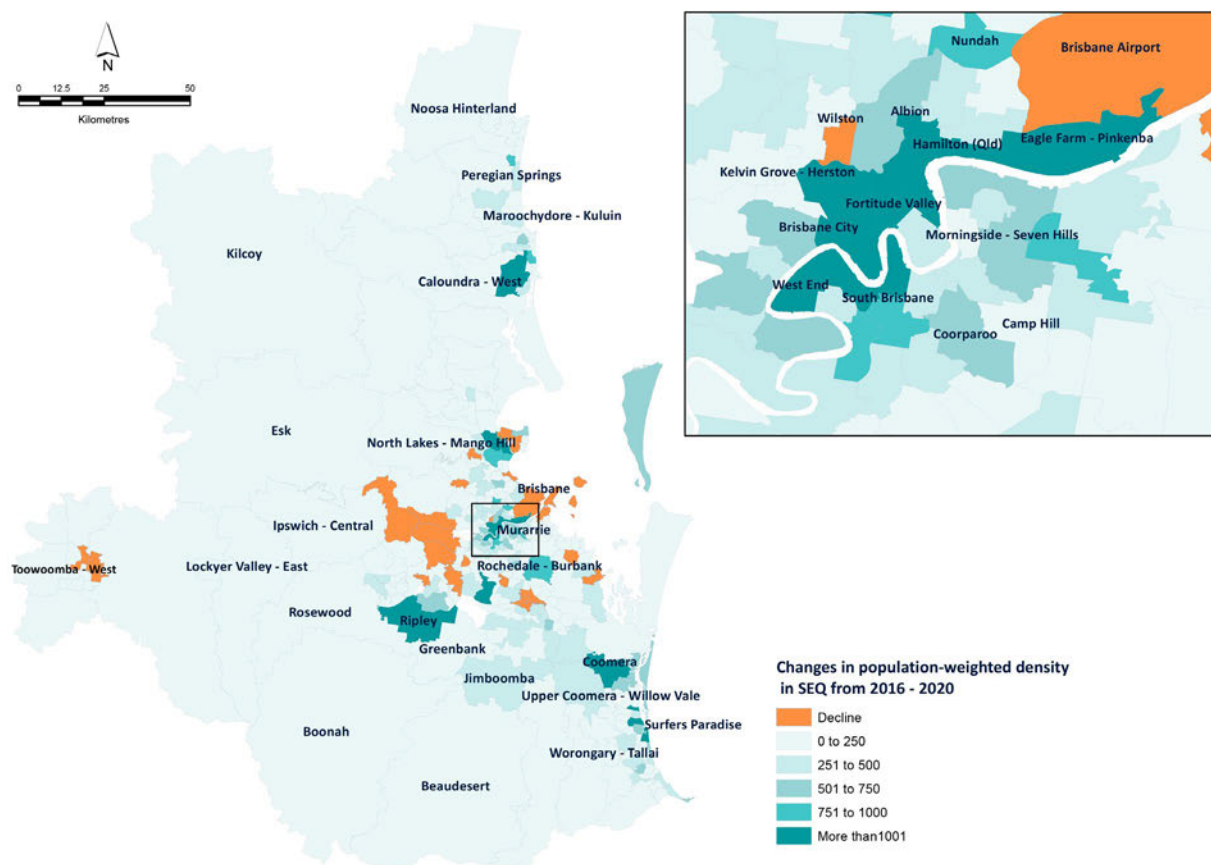 N
0 12.5 25 50
Kilometres
Noosa Hinterland
Peregian Springs
Maroochydore - Kuluin
Kilcoy
Caloundra - West
Esk
North Lakes - Mango Hill
Brisbane
Ipswich - Central
Murarrie
Toowoomba - West
Lockyer Valley - East
Rochedale - Burbank
Rosewood
Ripley
Greenbank
Coomera
Jimboomba
Upper Coomera - Willow Vale
Surfers Paradise
Boonah
Worongary - Tallai
Beaudesert
Nundah
Brisbane Airport
Wilston
Albion
Hamilton (Qld)
Eagle Farm - Pinkenba
Kelvin Grove - Herston
Fortitude Valley
Brisbane City
Morningside - Seven Hills
West End
South Brisbane
Coorparoo
Camp Hill
Changes in population-weighted density
in SEQ from 2016 - 2020
Decline
0 to 250
251 to 500
501 to 750
751 to 1000
More than1001